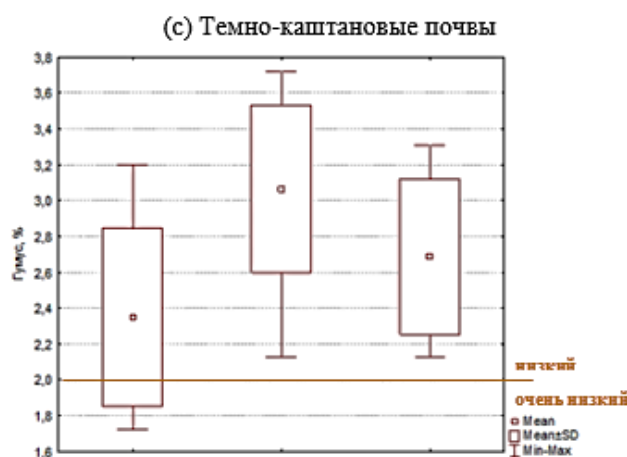 (c) Темно-каштановые почвы
Гумус, %
3,8
3,6
3,4
3,2
3,0
2,8
2,6
2,4
2,2
2,0
1,8
1,6
низкий
очень низкий
Mean
Mean±SD
Min-Max